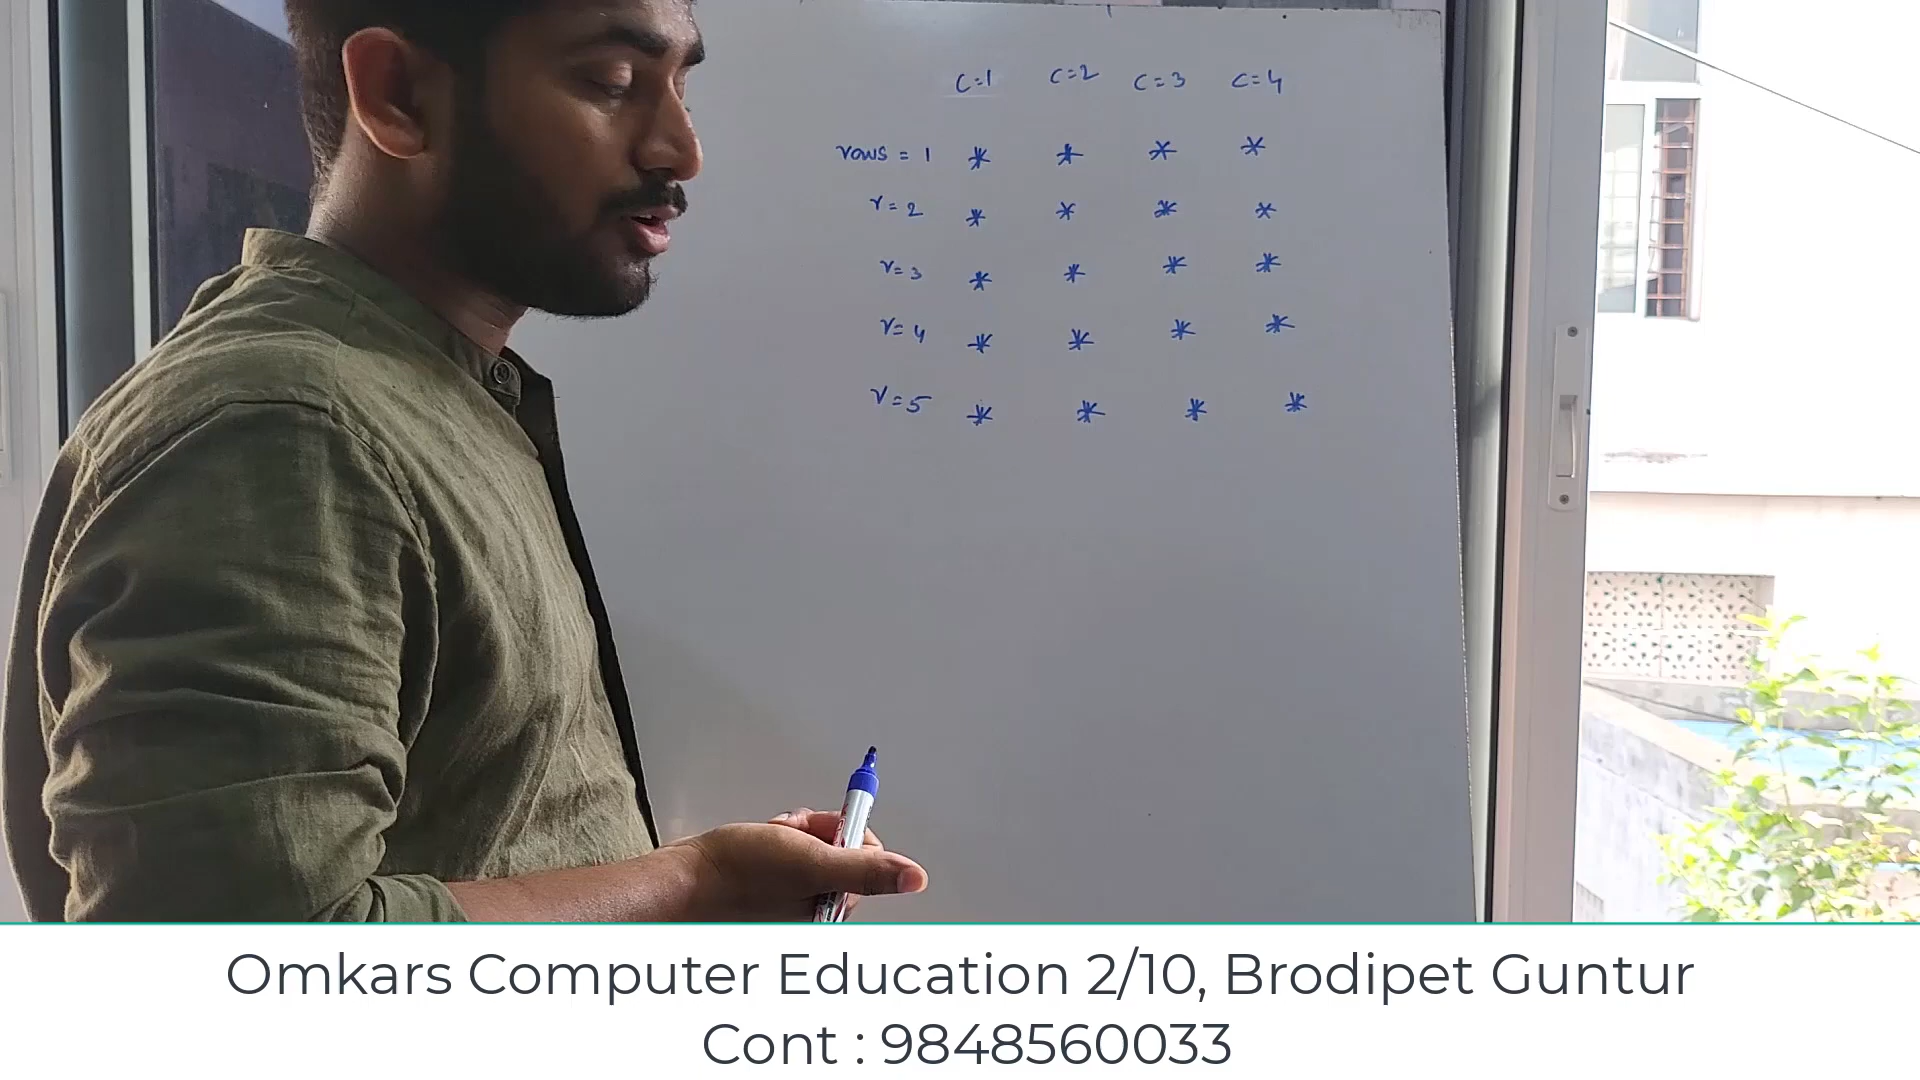 c=1 c=2 c=3 c=4
rows = 1 * * * *
r=2 * * * *
r=3 * * * *
r=4 * * * *
r=5 * * * *
Omkars Computer Education 2/10, Brodipet Guntur
Cont : 9848560033